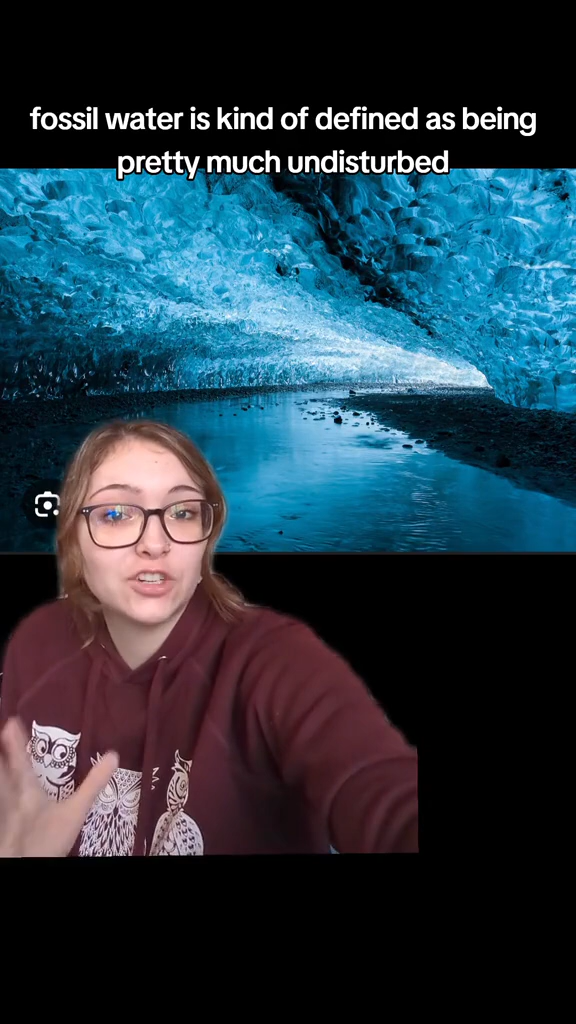 fossil water is kind of defined as being
pretty much undisturbed